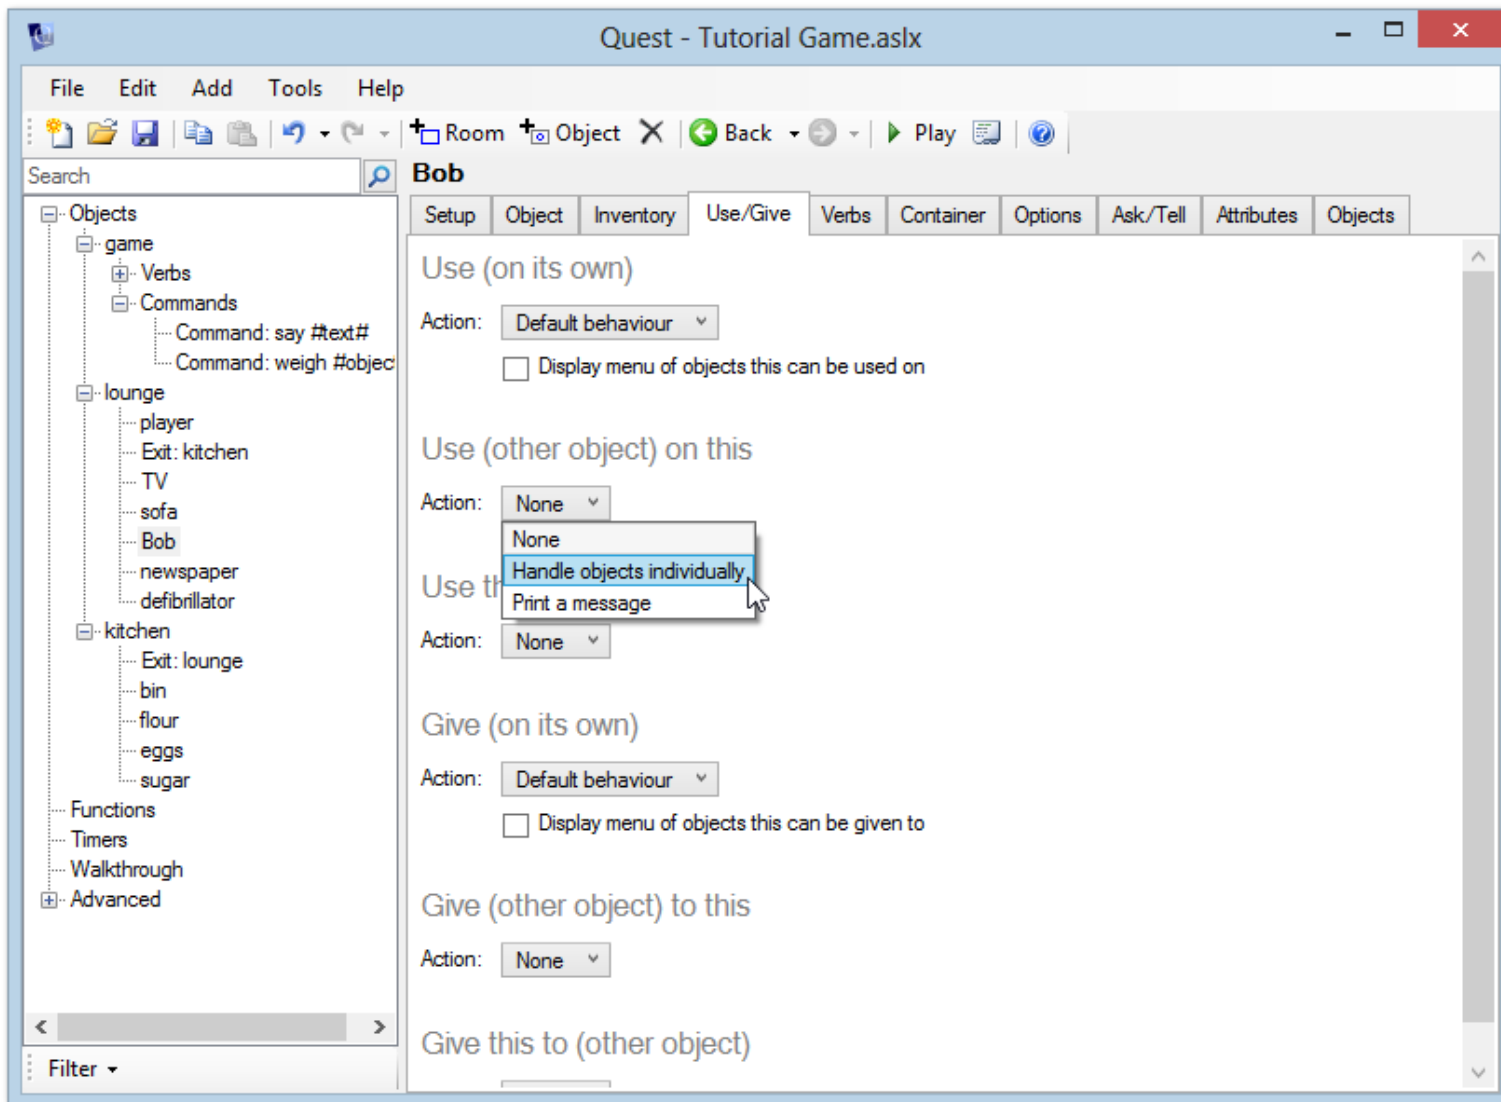 Quest - Tutorial Game.aslx
File Edit Add Tools Help
Room Object Back Play
Search
Bob
Setup Object Inventory Use/Give Verbs Container Options Ask/Tell Attributes Objects
Objects
game
Verbs
Commands
Command: say #text#
Command: weigh #objec
lounge
player
Exit: kitchen
TV
sofa
Bob
newspaper
defibrillator
kitchen
Exit: lounge
bin
flour
eggs
sugar
Functions
Timers
Walkthrough
Advanced
Filter
Use (on its own)
Action: Default behaviour
Display menu of objects this can be used on
Use (other object) on this
Action: None
None
Handle objects individually
Print a message
Use th
Action: None
Give (on its own)
Action: Default behaviour
Display menu of objects this can be given to
Give (other object) to this
Action: None
Give this to (other object)